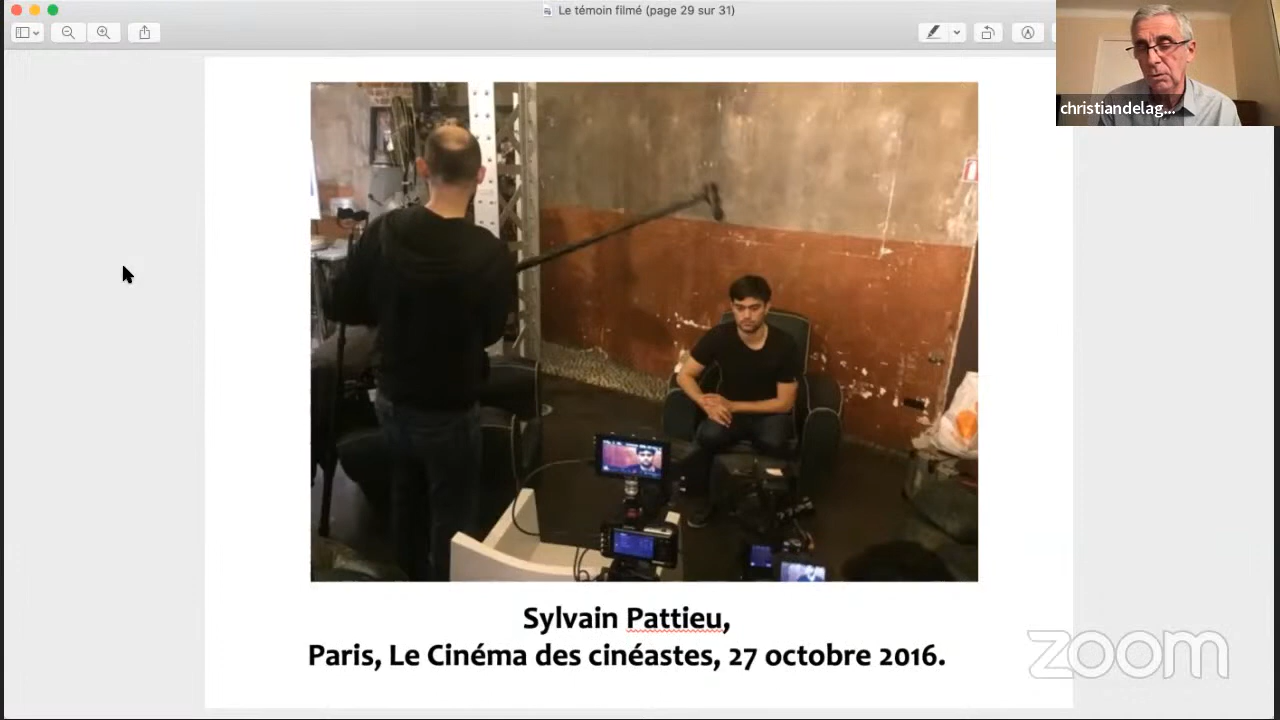 Le témoin filmé (page 29 sur 31)
christiandelag...
Sylvain Pattieu,
Paris, Le Cinéma des cinéastes, 27 octobre 2016.
zoom